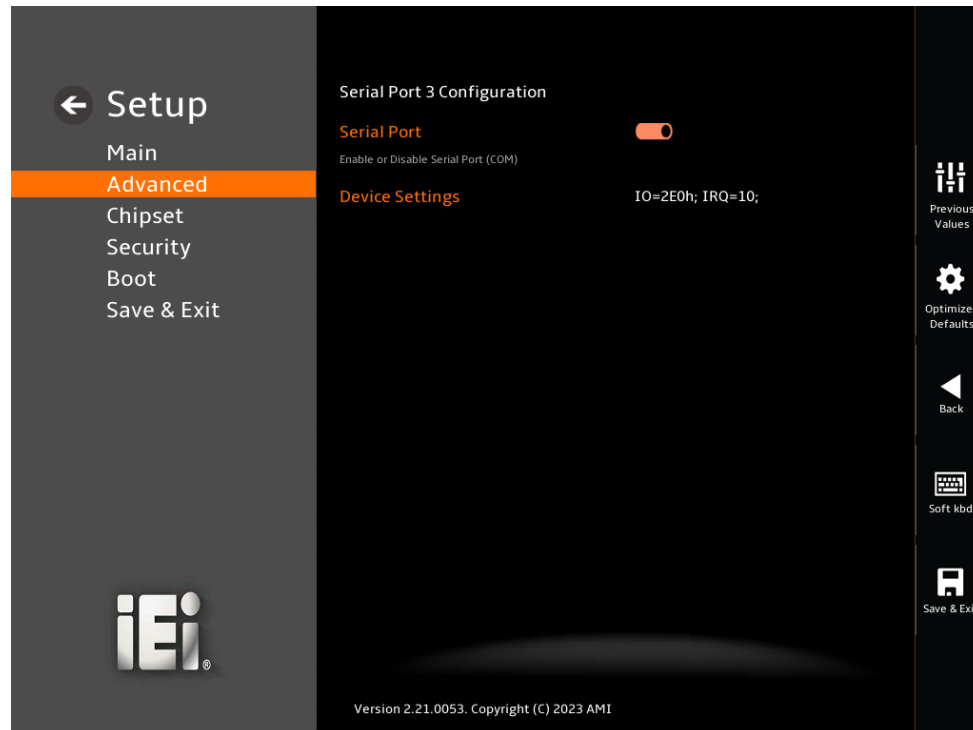 Setup
Main
Advanced
Chipset
Security
Boot
Save & Exit
iEi®
Serial Port 3 Configuration
Serial Port
Enable or Disable Serial Port (COM)
Device Settings IO=2E0h; IRQ=10;
Version 2.21.0053. Copyright (C) 2023 AMI
Previous
Values
Optimize
Defaults
Back
Soft kbd
Save & Exi